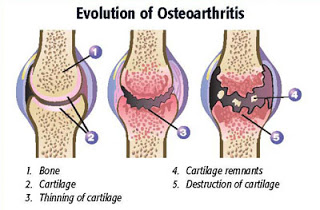 Evolution of Osteoarthritis
1
2
3
4
5
1. Bone
2. Cartilage
3. Thinning of cartilage
4. Cartilage remnants
5. Destruction of cartilage